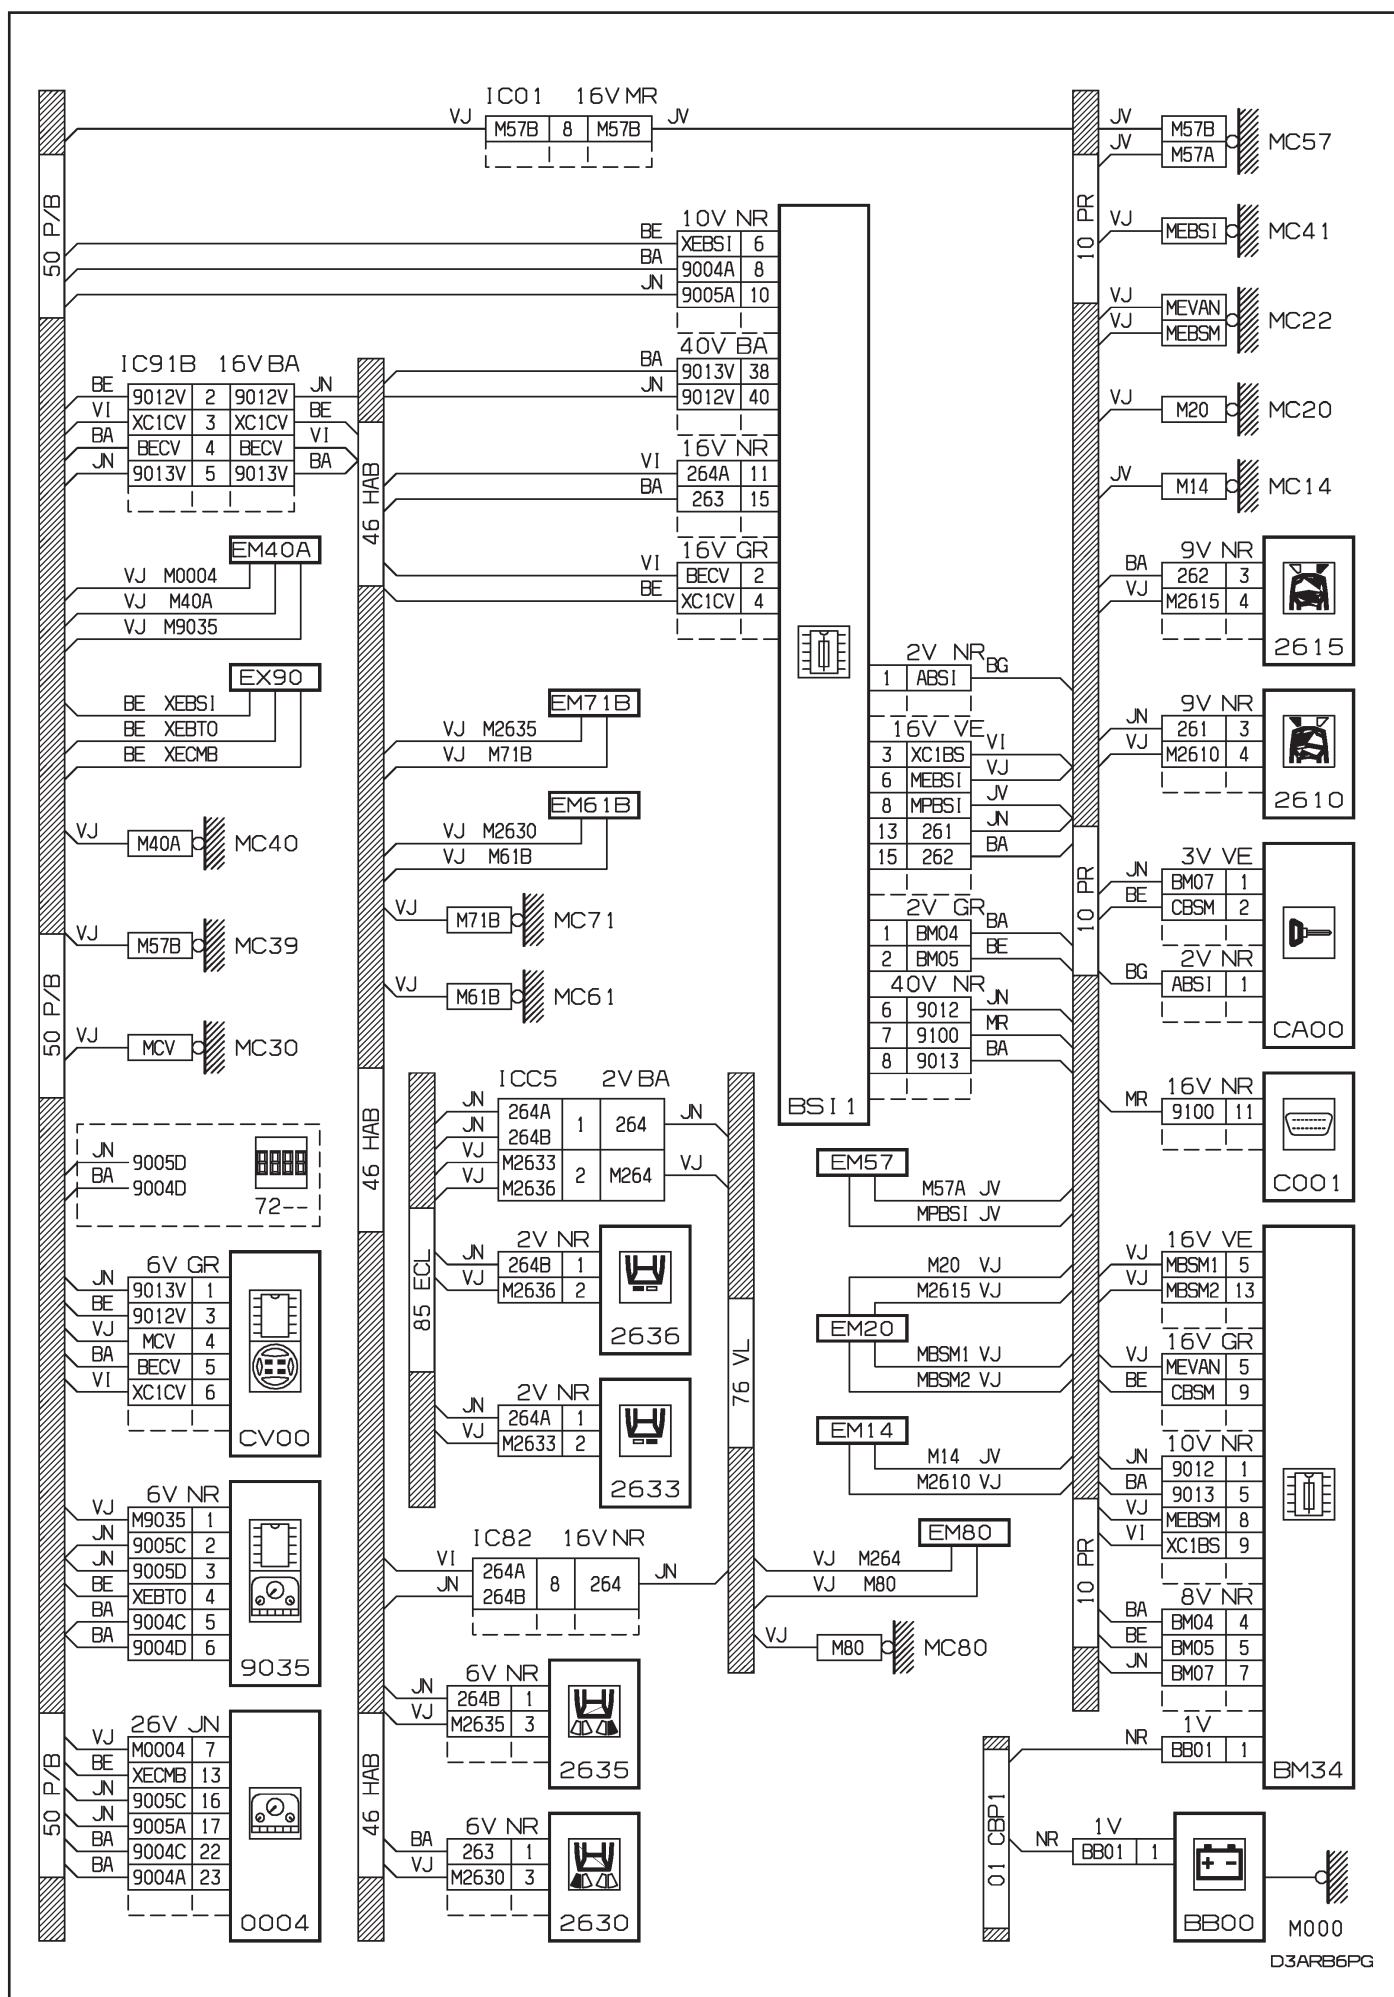 IC01 16V MR
VJ M57B 8 M57B JV
50 P/B
10V NR
BE XEBSI 6
BA 9004A 8
JN 9005A 10
40V BA
BA 9013V 38
JN 9012V 40
16V NR
VI 264A 11
BA 263 15
16V GR
VI BECV 2
BE XC1CV 4
IC91B 16V BA
BE 9012V 2 9012V JN
VI XC1CV 3 XC1CV BE
BA BECV 4 BECV VI
JN 9013V 5 9013V BA
46 HAB
EM40A
VJ M0004
VJ M40A
VJ M9035
EX90
BE XEBSI
BE XEBTO
BE XECMB
VJ M40A MC40
VJ M57B MC39
50 P/B
VJ MCV MC30
JN 9005D
BA 9004D
72--
6V GR
JN 9013V 1
BE 9012V 3
VJ MCV 4
BA BECV 5
VI XC1CV 6
CV00
6V NR
VJ M9035 1
JN 9005C 2
JN 9005D 3
BE XEBTO 4
BA 9004C 5
BA 9004D 6
9035
50 P/B
26V JN
VJ M0004 7
BE XECMB 13
JN 9005C 16
JN 9005A 17
BA 9004C 22
BA 9004A 23
0004
EM71B
VJ M2635
VJ M71B
EM61B
VJ M2630
VJ M61B
VJ M71B MC71
VJ M61B MC61
46 HAB
ICC5 2V BA
JN 264A 1 264 JN
JN 264B
VJ M2633 2 M264 VJ
VJ M2636
85 ECL
2V NR
JN 264B 1
VJ M2636 2
2636
2V NR
JN 264A 1
VJ M2633 2
2633
76 VL
IC82 16V NR
VI 264A 8 264 JN
JN 264B
6V NR
JN 264B 1
VJ M2635 3
2635
46 HAB
6V NR
BA 263 1
VJ M2630 3
2630
2V NR
1 ABSI BG
16V VE
3 XC1BS VI
6 MEBSI VJ
8 MPBSI JV
13 261 JN
15 262 BA
2V GR
1 BM04 BA
2 BM05 BE
40V NR
6 9012 JN
7 9100 MR
8 9013 BA
BSI1
EM57
M57A JV
MPBSI JV
M20 VJ
M2615 VJ
EM20
MBSM1 VJ
MBSM2 VJ
EM14
M14 JV
M2610 VJ
EM80
VJ M264
VJ M80
VJ M80 MC80
JV M57B MC57
JV M57A
10 PR
VJ MEBSI MC41
VJ MEVAN MC22
VJ MEBSM
VJ M20 MC20
JV M14 MC14
9V NR
BA 262 3
VJ M2615 4
2615
9V NR
JN 261 3
VJ M2610 4
2610
10 PR
3V VE
JN BM07 1
BE CBSM 2
2V NR
BG ABSI 1
CA00
16V NR
MR 9100 11
C001
16V VE
VJ MBSM1 5
VJ MBSM2 13
16V GR
VJ MEVAN 5
BE CBSM 9
10V NR
JN 9012 1
BA 9013 5
VJ MEBSM 8
VI XC1BS 9
10 PR
8V NR
BA BM04 4
BE BM05 5
JN BM07 7
1V
NR BB01 1
BM34
01 CBP1
1V
NR BB01 1
+ -
BB00
M000
D3ARB6PG